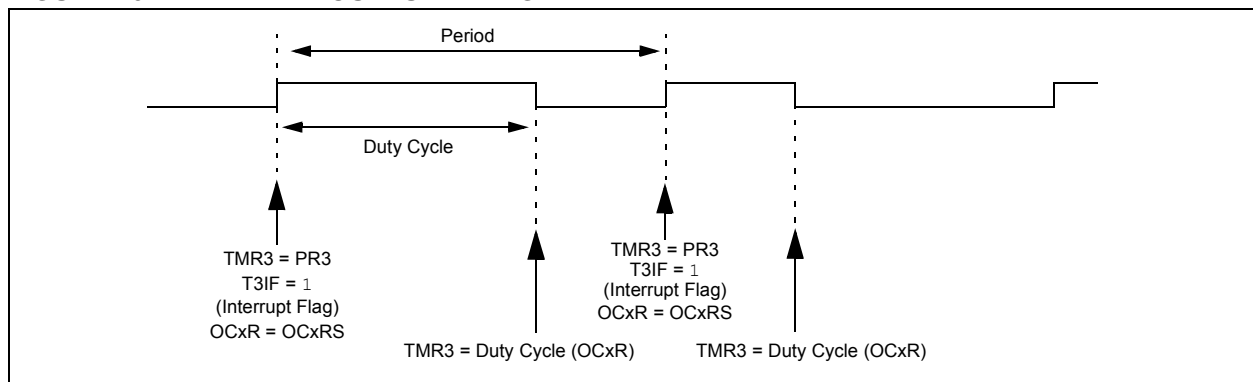 Period
Duty Cycle
TMR3 = PR3
T3IF = 1
(Interrupt Flag)
OCxR = OCxRS
TMR3 = Duty Cycle (OCxR)
TMR3 = PR3
T3IF = 1
(Interrupt Flag)
OCxR = OCxRS
TMR3 = Duty Cycle (OCxR)